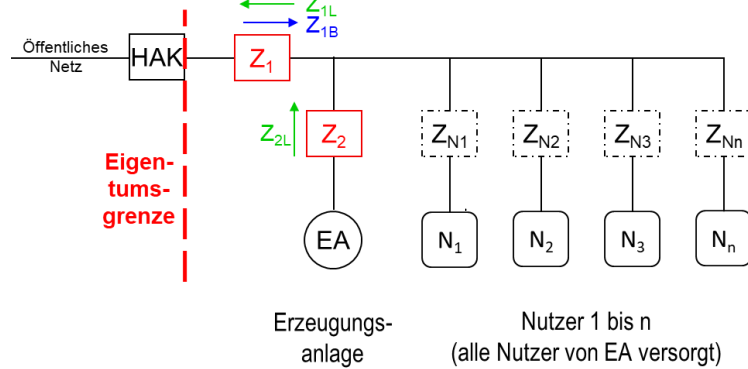 Z1L
Z1B
Öffentliches
Netz
HAK
Z1
Z2L
Z2
ZN1
ZN2
ZN3
ZNn
Eigen-
tums-
grenze
EA
N1
N2
N3
Nn
Erzeugungs-
anlage
Nutzer 1 bis n
(alle Nutzer von EA versorgt)